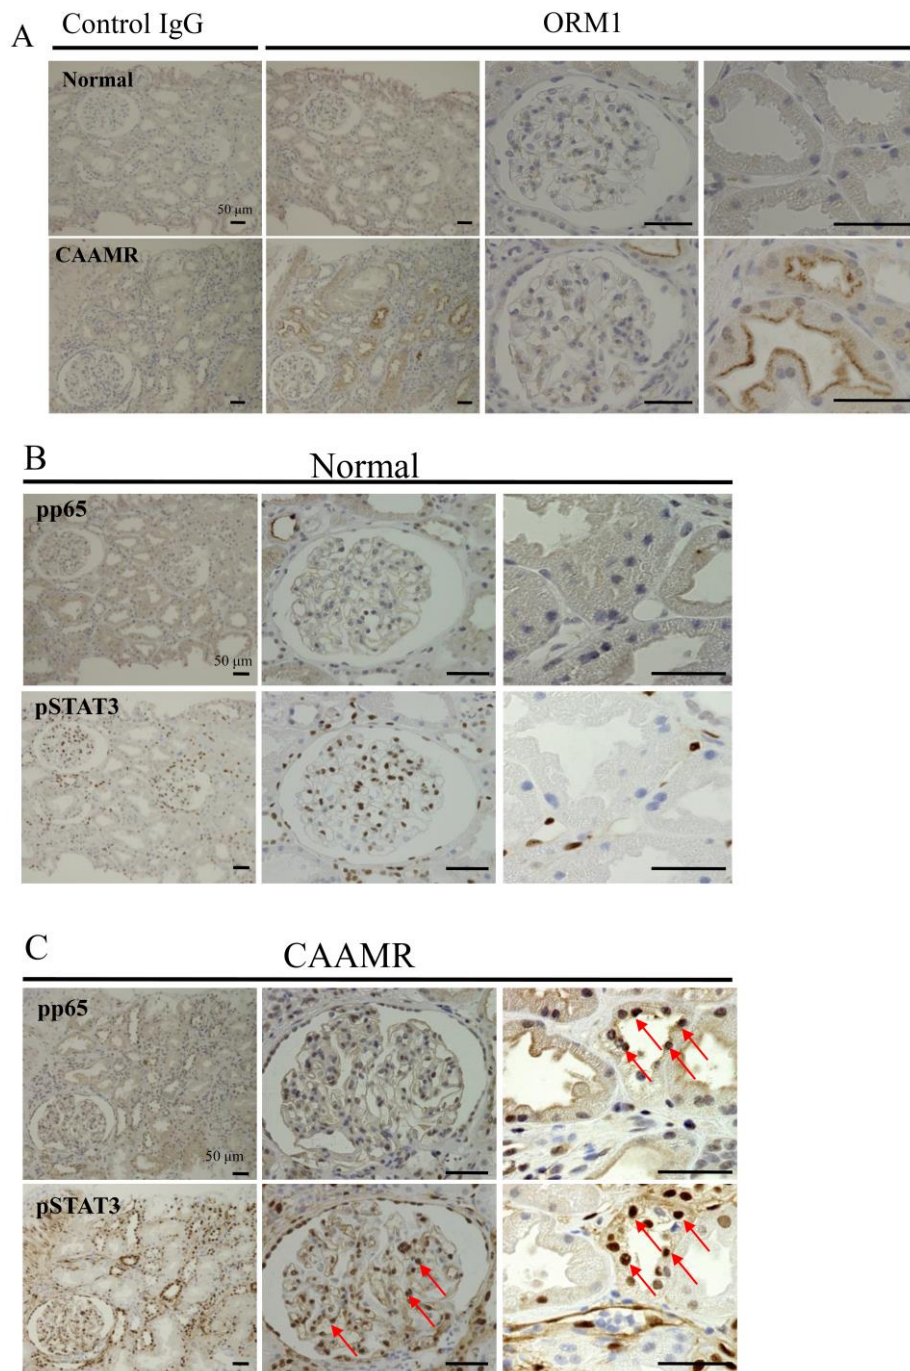 A
Control IgG
ORM1
Normal
50 μm
CAAMR
B
Normal
pp65
50 μm
pSTAT3
C
CAAMR
pp65
50 μm
pSTAT3